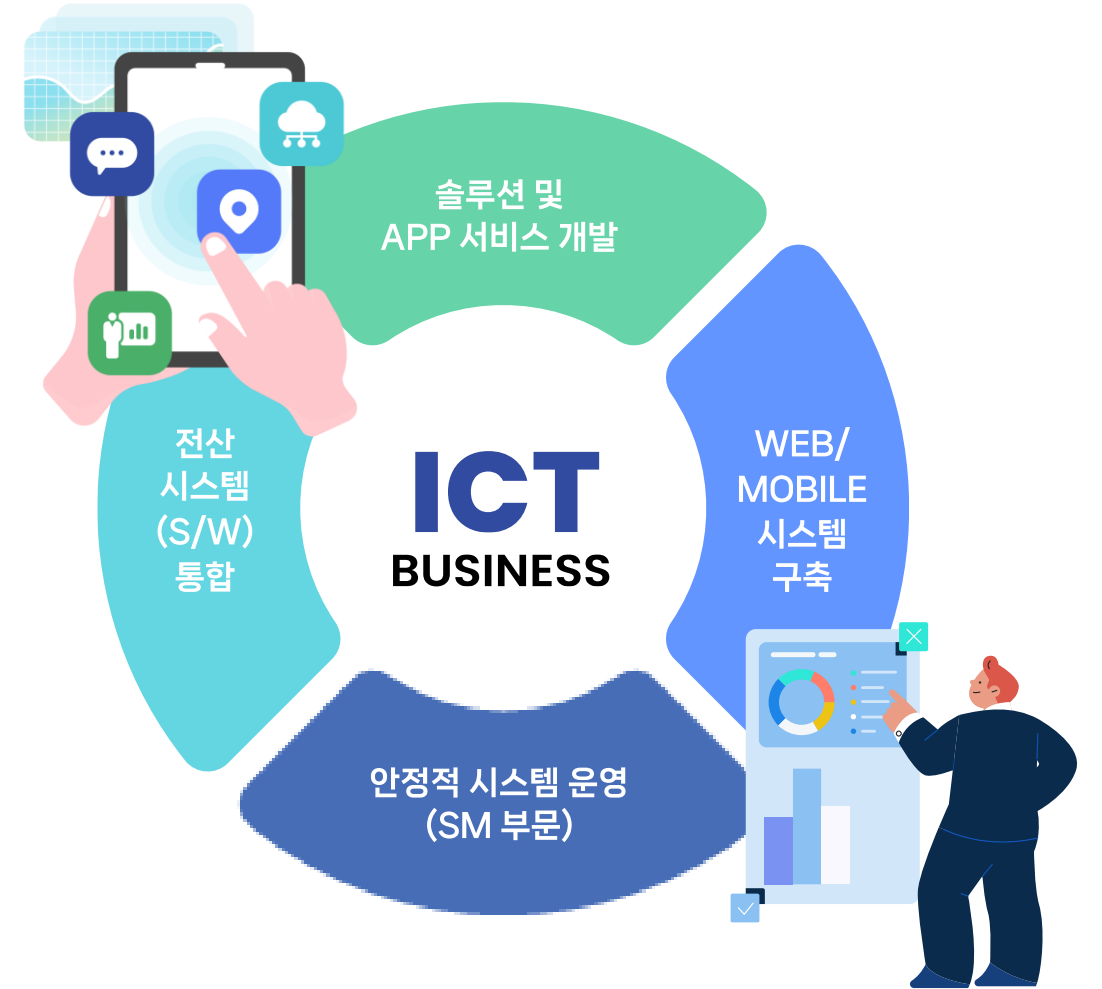 솔루션 및
APP 서비스 개발
WEB/
MOBILE
시스템
구축
전산
시스템
(S/W)
통합
ICT
BUSINESS
안정적 시스템 운영
(SM 부문)